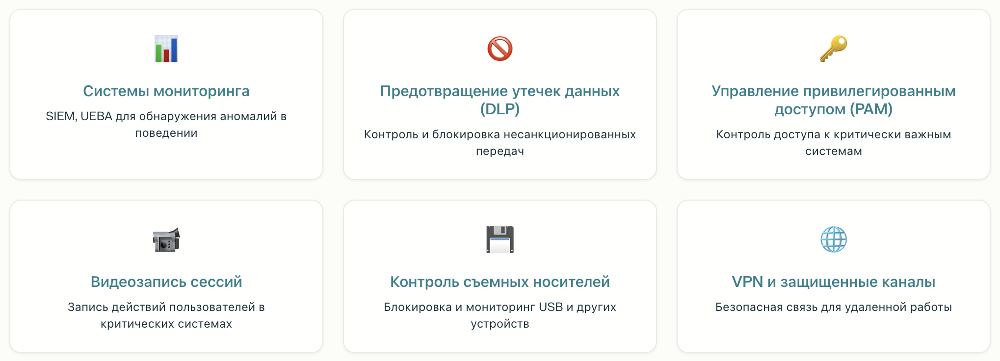 Системы мониторинга
SIEM, UEBA для обнаружения аномалий в
поведении
Предотвращение утечек данных
(DLP)
Контроль и блокировка несанкционированных
передач
Управление привилегированным
доступом (PAM)
Контроль доступа к критически важным
системам
Видеозапись сессий
Запись действий пользователей в
критических системах
Контроль съемных носителей
Блокировка и мониторинг USB и других
устройств
VPN и защищенные каналы
Безопасная связь для удаленной работы